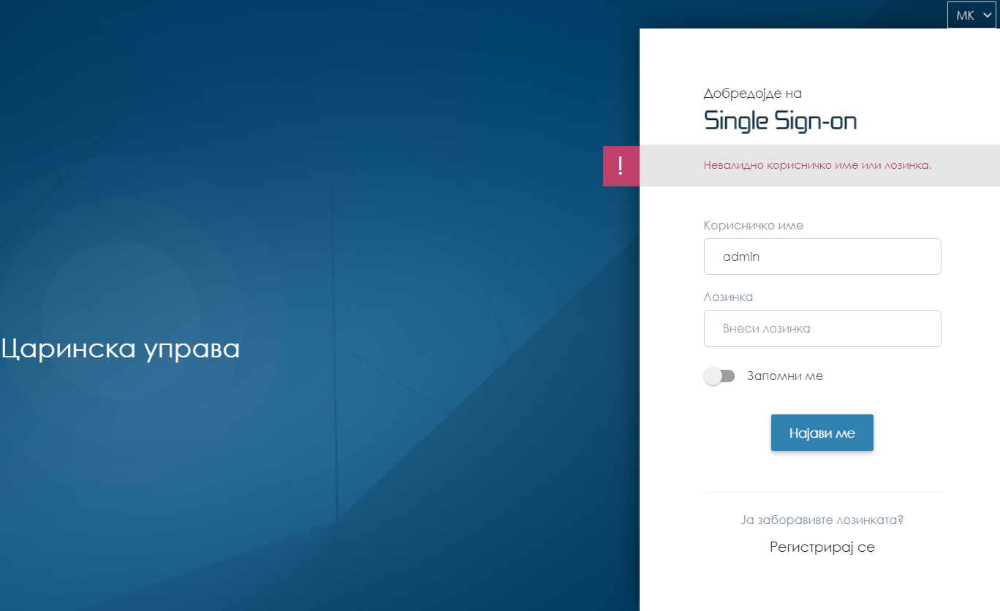 MK
Добредојде на
Single Sign-on
!
Невалидно корисничко име или лозинка.
Корисничко име
admin
Лозинка
Внеси лозинка
Царинска управа
Запомни ме
Најави ме
Ја заборавивте лозинката?
Регистрирај се